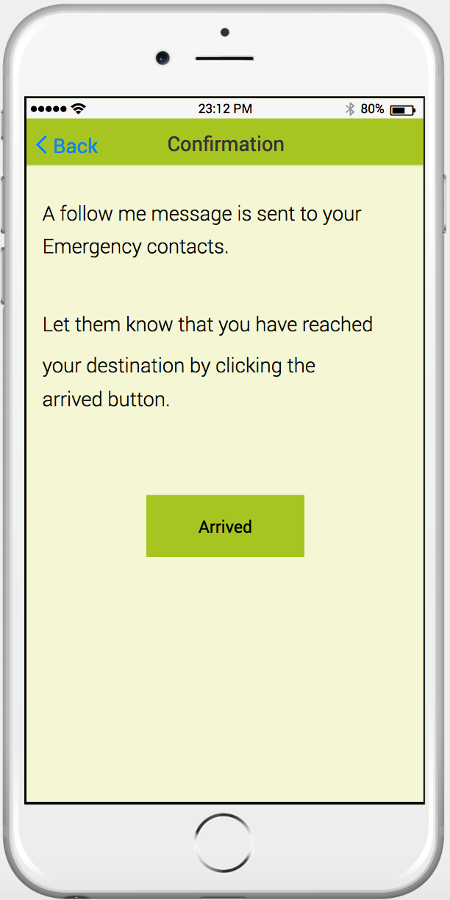 23:12 PM 80%
Back Confirmation
A follow me message is sent to your
Emergency contacts.
Let them know that you have reached
your destination by clicking the
arrived button.
Arrived